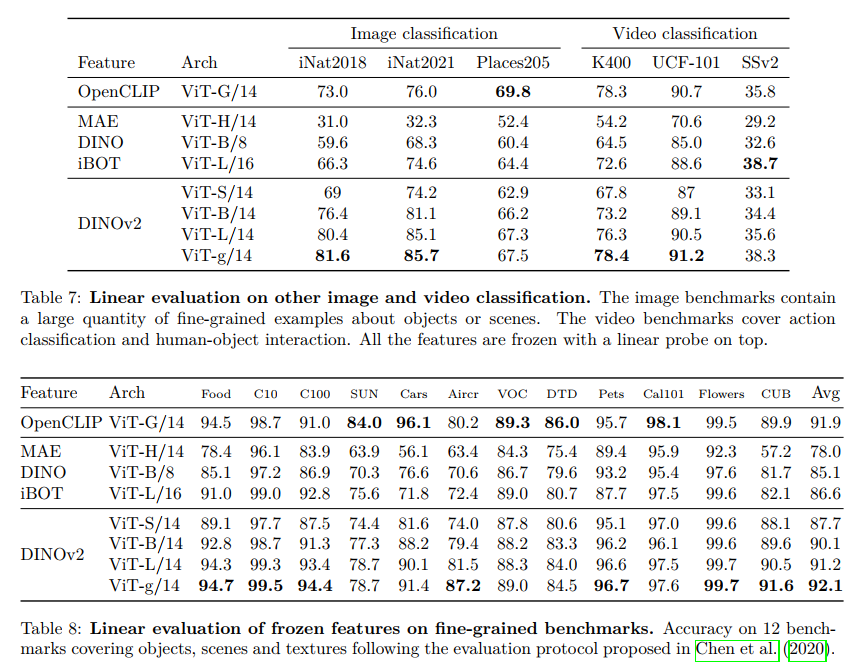 Image classification Video classification
Feature Arch iNat2018 iNat2021 Places205 K400 UCF-101 SSv2
OpenCLIP ViT-G/14 73.0 76.0 69.8 78.3 90.7 35.8
MAE ViT-H/14 31.0 32.3 52.4 54.2 70.6 29.2
DINO ViT-B/8 59.6 68.3 60.4 64.5 85.0 32.6
iBOT ViT-L/16 66.3 74.6 64.4 72.6 88.6 38.7
ViT-S/14 69 74.2 62.9 67.8 87 33.1
ViT-B/14 76.4 81.1 66.2 73.2 89.1 34.4
DINOv2
ViT-L/14 80.4 85.1 67.3 76.3 90.5 35.6
ViT-g/14 81.6 85.7 67.5 78.4 91.2 38.3
Table 7: Linear evaluation on other image and video classification. The image benchmarks contain
a large quantity of fine-grained examples about objects or scenes. The video benchmarks cover action
classification and human-object interaction. All the features are frozen with a linear probe on top.
Feature Arch Food C10 C100 SUN Cars Aircr VOC DTD Pets Cal101 Flowers CUB Avg
OpenCLIP ViT-G/14 94.5 98.7 91.0 84.0 96.1 80.2 89.3 86.0 95.7 98.1 99.5 89.9 91.9
MAE ViT-H/14 78.4 96.1 83.9 63.9 56.1 63.4 84.3 75.4 89.4 95.9 92.3 57.2 78.0
DINO ViT-B/8 85.1 97.2 86.9 70.3 76.6 70.6 86.7 79.6 93.2 95.4 97.6 81.7 85.1
iBOT ViT-L/16 91.0 99.0 92.8 75.6 71.8 72.4 89.0 80.7 87.7 97.5 99.6 82.1 86.6
ViT-S/14 89.1 97.7 87.5 74.4 81.6 74.0 87.8 80.6 95.1 97.0 99.6 88.1 87.7
ViT-B/14 92.8 98.7 91.3 77.3 88.2 79.4 88.2 83.3 96.2 96.1 99.6 89.6 90.1
DINOv2
ViT-L/14 94.3 99.3 93.4 78.7 90.1 81.5 88.3 84.0 96.6 97.5 99.7 90.5 91.2
ViT-g/14 94.7 99.5 94.4 78.7 91.4 87.2 89.0 84.5 96.7 97.6 99.7 91.6 92.1
Table 8: Linear evaluation of frozen features on fine-grained benchmarks. Accuracy on 12 bench-
marks covering objects, scenes and textures following the evaluation protocol proposed in Chen et al. (2020).